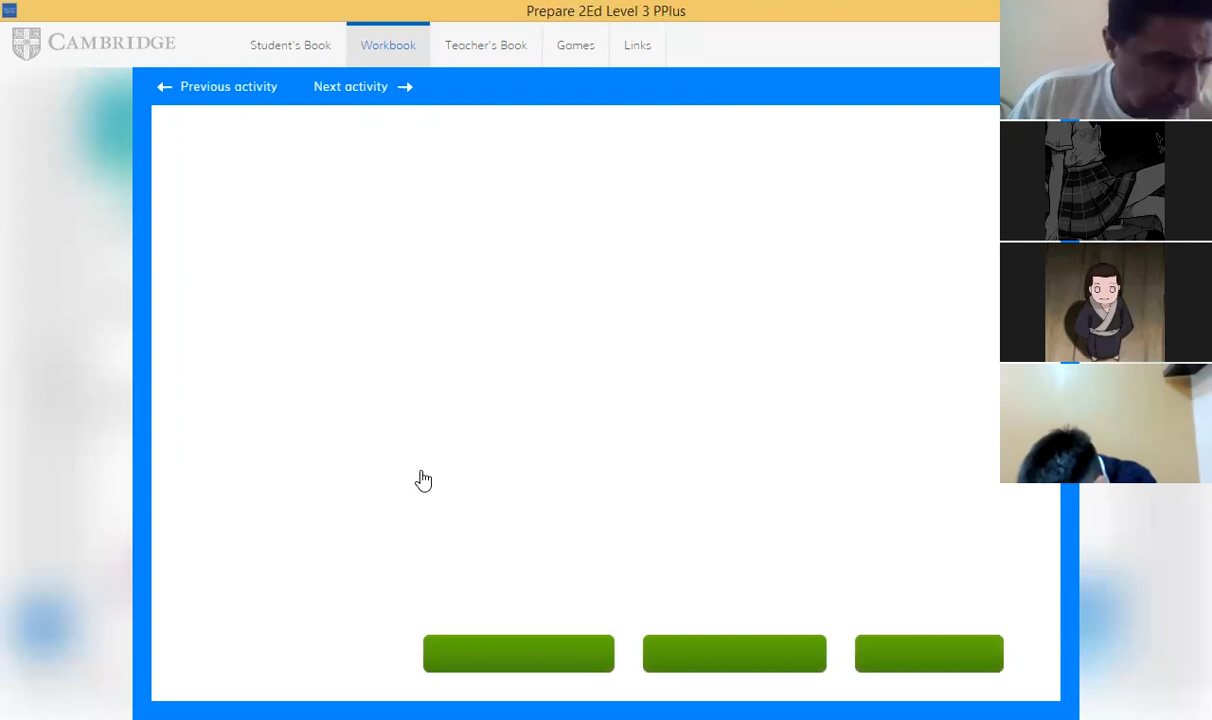 Prepare 2Ed Level 3 PPlus
CAMBRIDGE
Student's Book
Workbook
Teacher's Book
Games
Links
Previous activity
Next activity